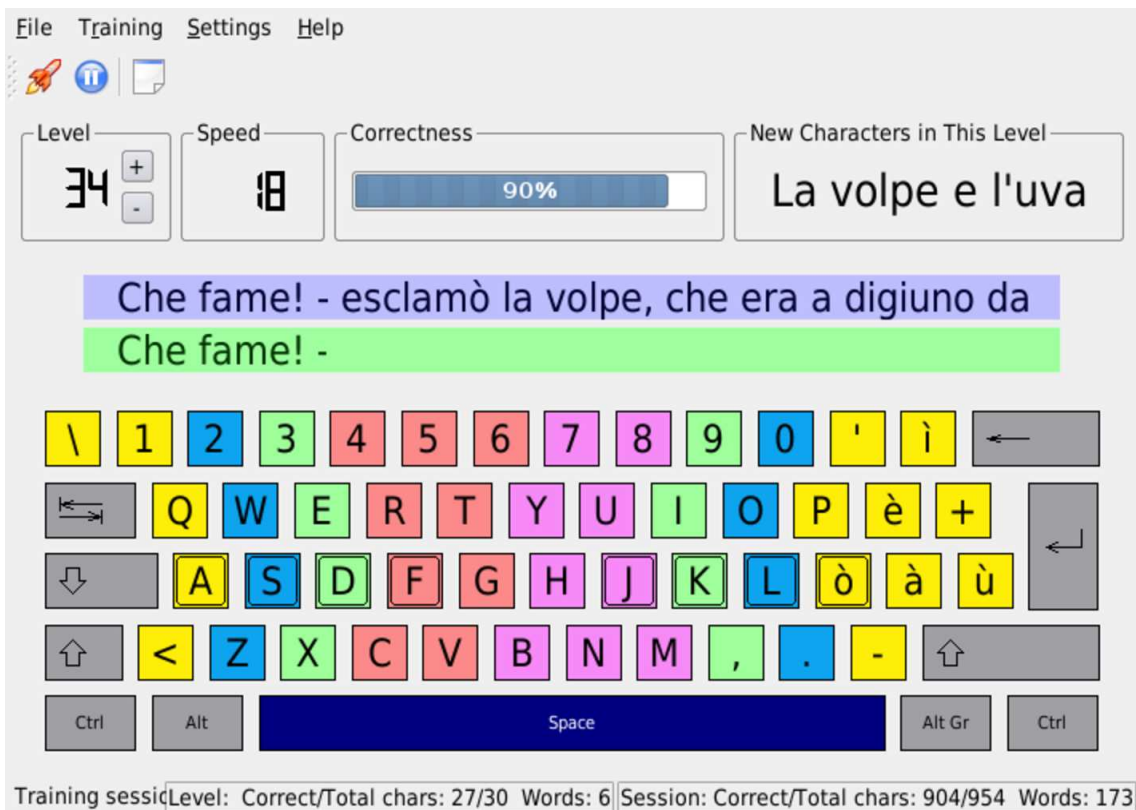 File Training Settings Help
Level Speed Correctness New Characters in This Level
34 + - 18 90% La volpe e l'uva
Che fame! - esclamò la volpe, che era a digiuno da
Che fame! -
\ 1 2 3 4 5 6 7 8 9 0 ' ì
Q W E R T Y U I O P è +
A S D F G H J K L ò à ù
< Z X C V B N M , . -
Ctrl Alt Space Alt Gr Ctrl
Training sessic Level: Correct/Total chars: 27/30 Words: 6 Session: Correct/Total chars: 904/954 Words: 173